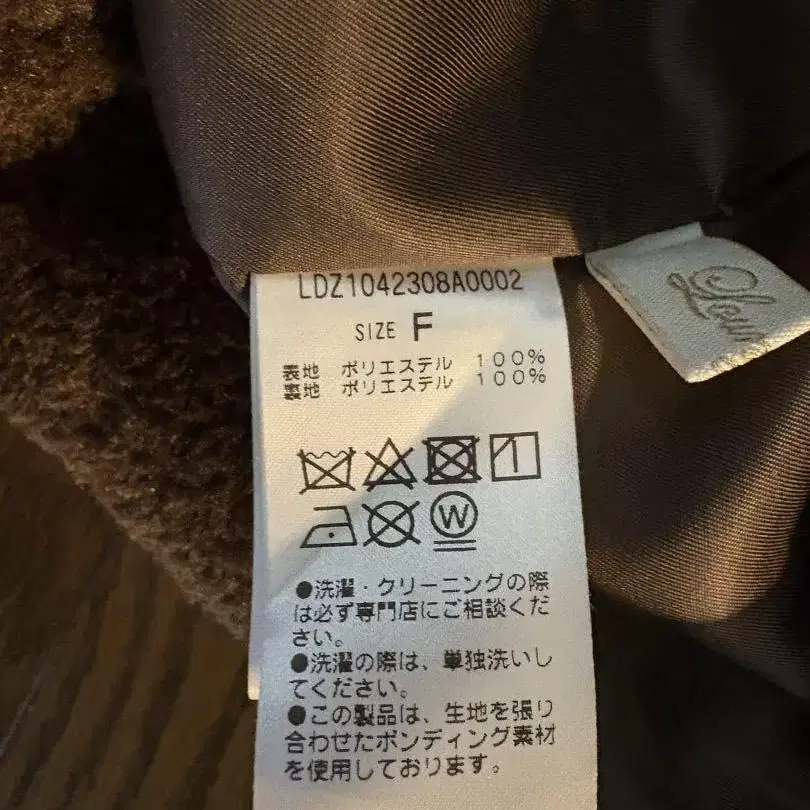 LDZ1042308A0002
SIZE F
表地 ポリエステル 100%
裏地 ポリエステル 100%
W
●洗濯・クリーニングの際
は必ず専門店にご相談くだ
さい。
●洗濯の際は、単独洗いし
てください。
●この製品は、生地を張り
合わせたボンディング素材
を使用しております。